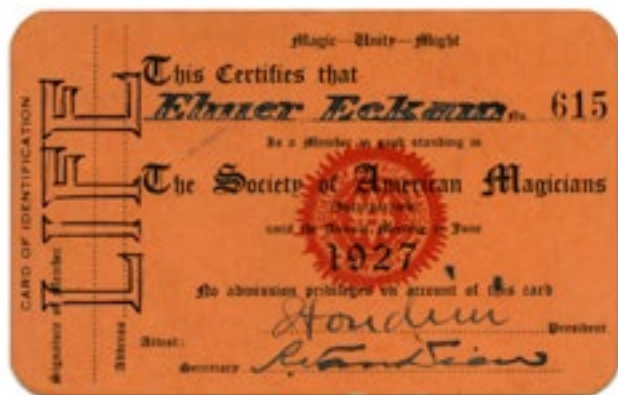 Magic—Unity—Might
This Certifies that
Elmer Eckam No. 615
Is a Member in good standing in
The Society of American Magicians
until the Annual Meeting in June
1927
No admission privileges on account of this card
Houdini President
Attest:
Secretary
LIFE
CARD OF IDENTIFICATION
Signature of Member
Address